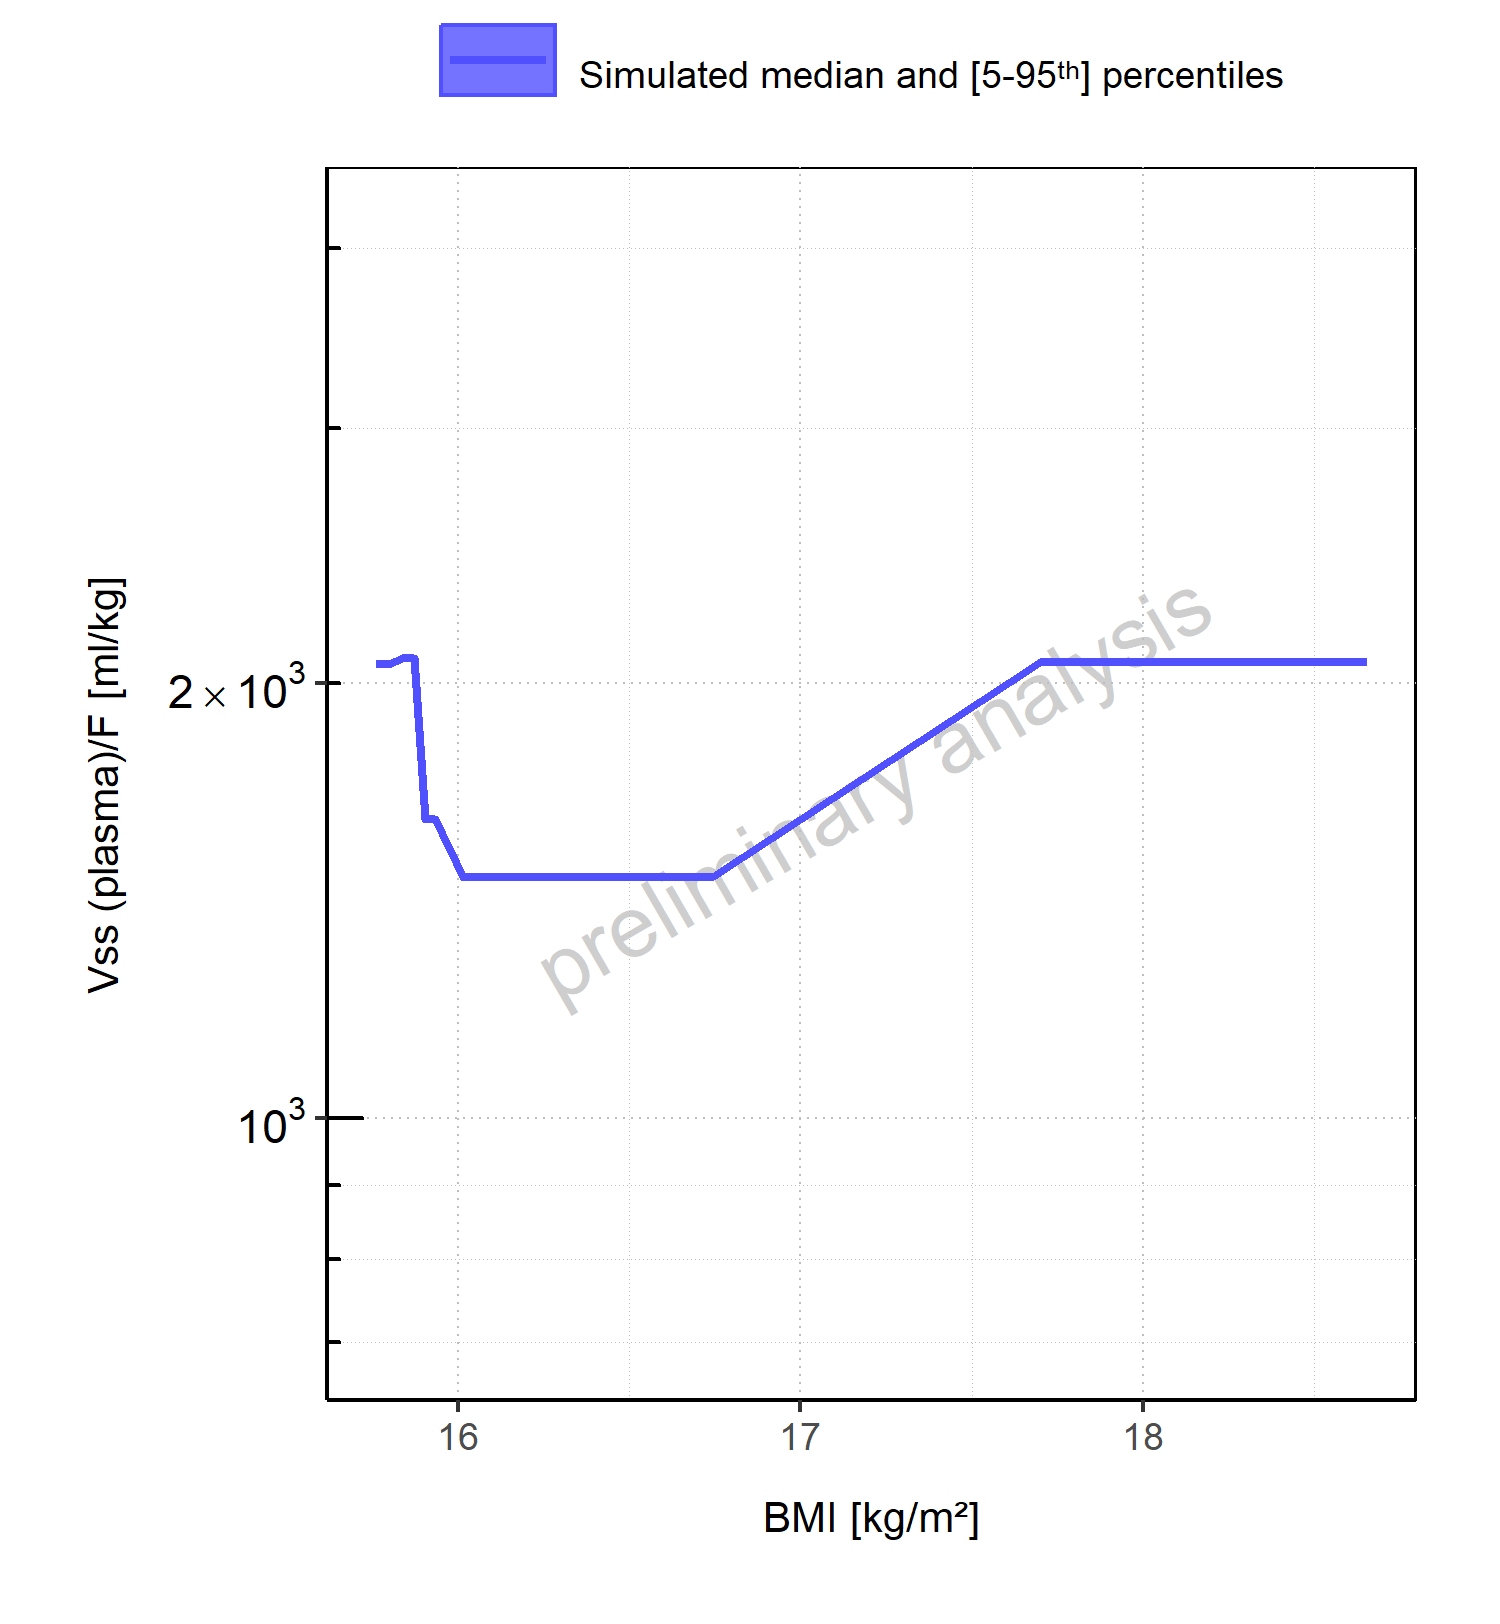 Simulated median and [5-95ᵗʰ] percentiles
Vss (plasma)/F [ml/kg]
2 × 10³
10³
preliminary analysis
16 17 18
BMI [kg/m²]